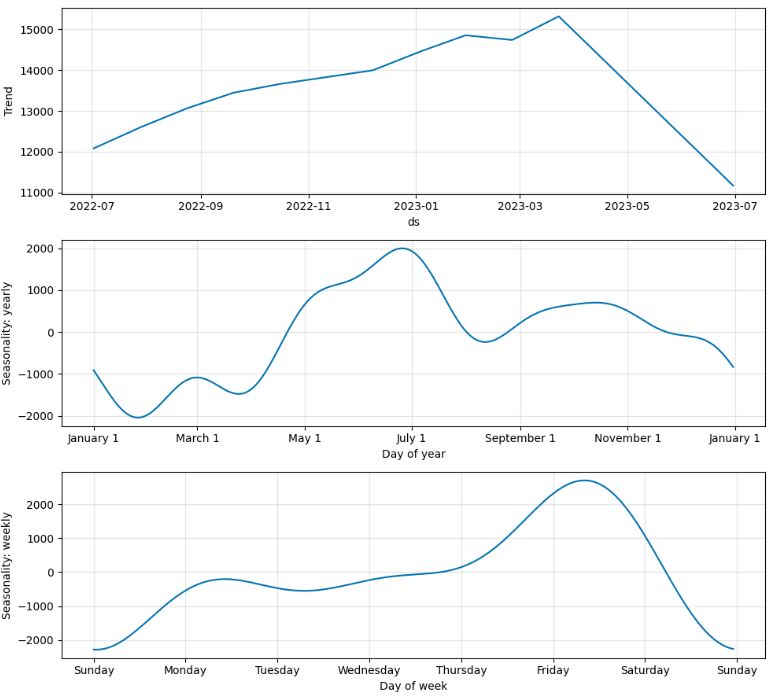 15000
14000
13000
12000
11000
Trend
2022-07 2022-09 2022-11 2023-01 2023-03 2023-05 2023-07
ds
2000
1000
0
−1000
−2000
Seasonality: yearly
January 1 March 1 May 1 July 1 September 1 November 1 January 1
Day of year
2000
1000
0
−1000
−2000
Seasonality: weekly
Sunday Monday Tuesday Wednesday Thursday Friday Saturday Sunday
Day of week